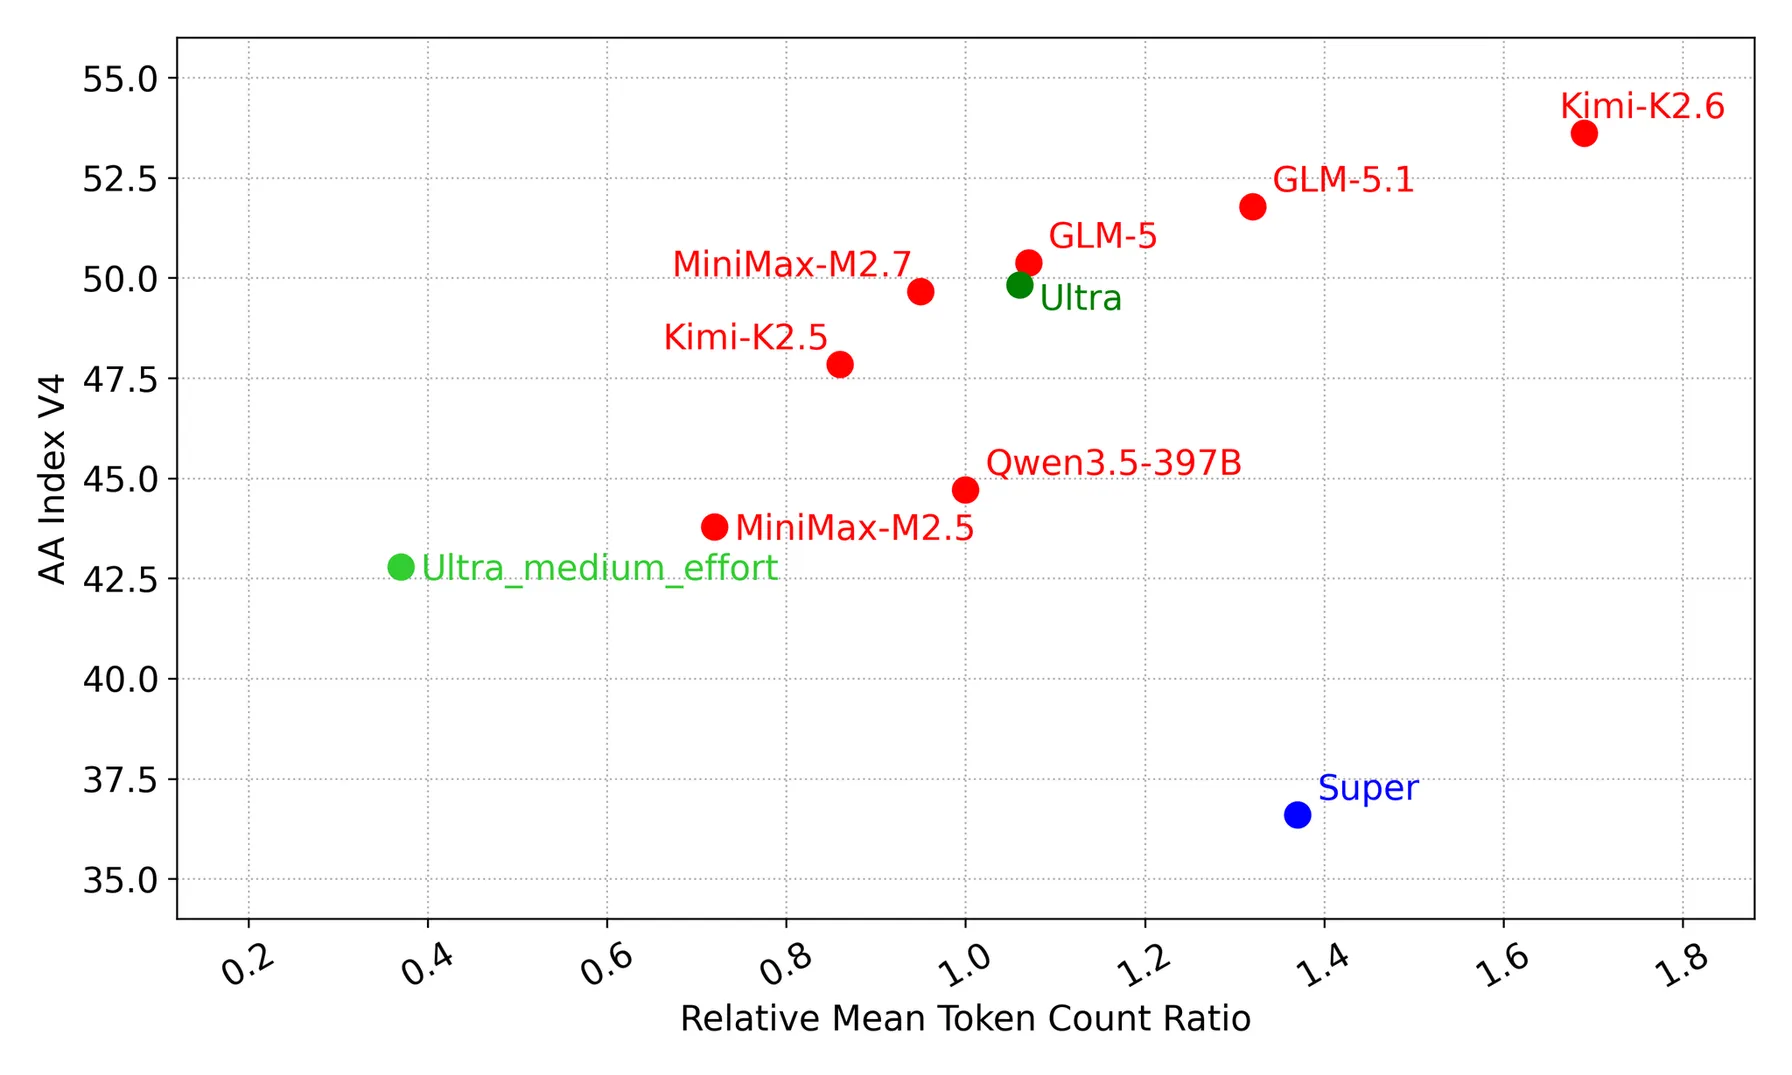 55.0
Kimi-K2.6
52.5
GLM-5.1
GLM-5
MiniMax-M2.7
50.0
Ultra
Kimi-K2.5
47.5
AA Index V4
Qwen3.5-397B
45.0
MiniMax-M2.5
Ultra_medium_effort
42.5
40.0
37.5
Super
35.0
0.2
0.4
0.6
0.8
1.0
1.2
1.4
1.6
1.8
Relative Mean Token Count Ratio